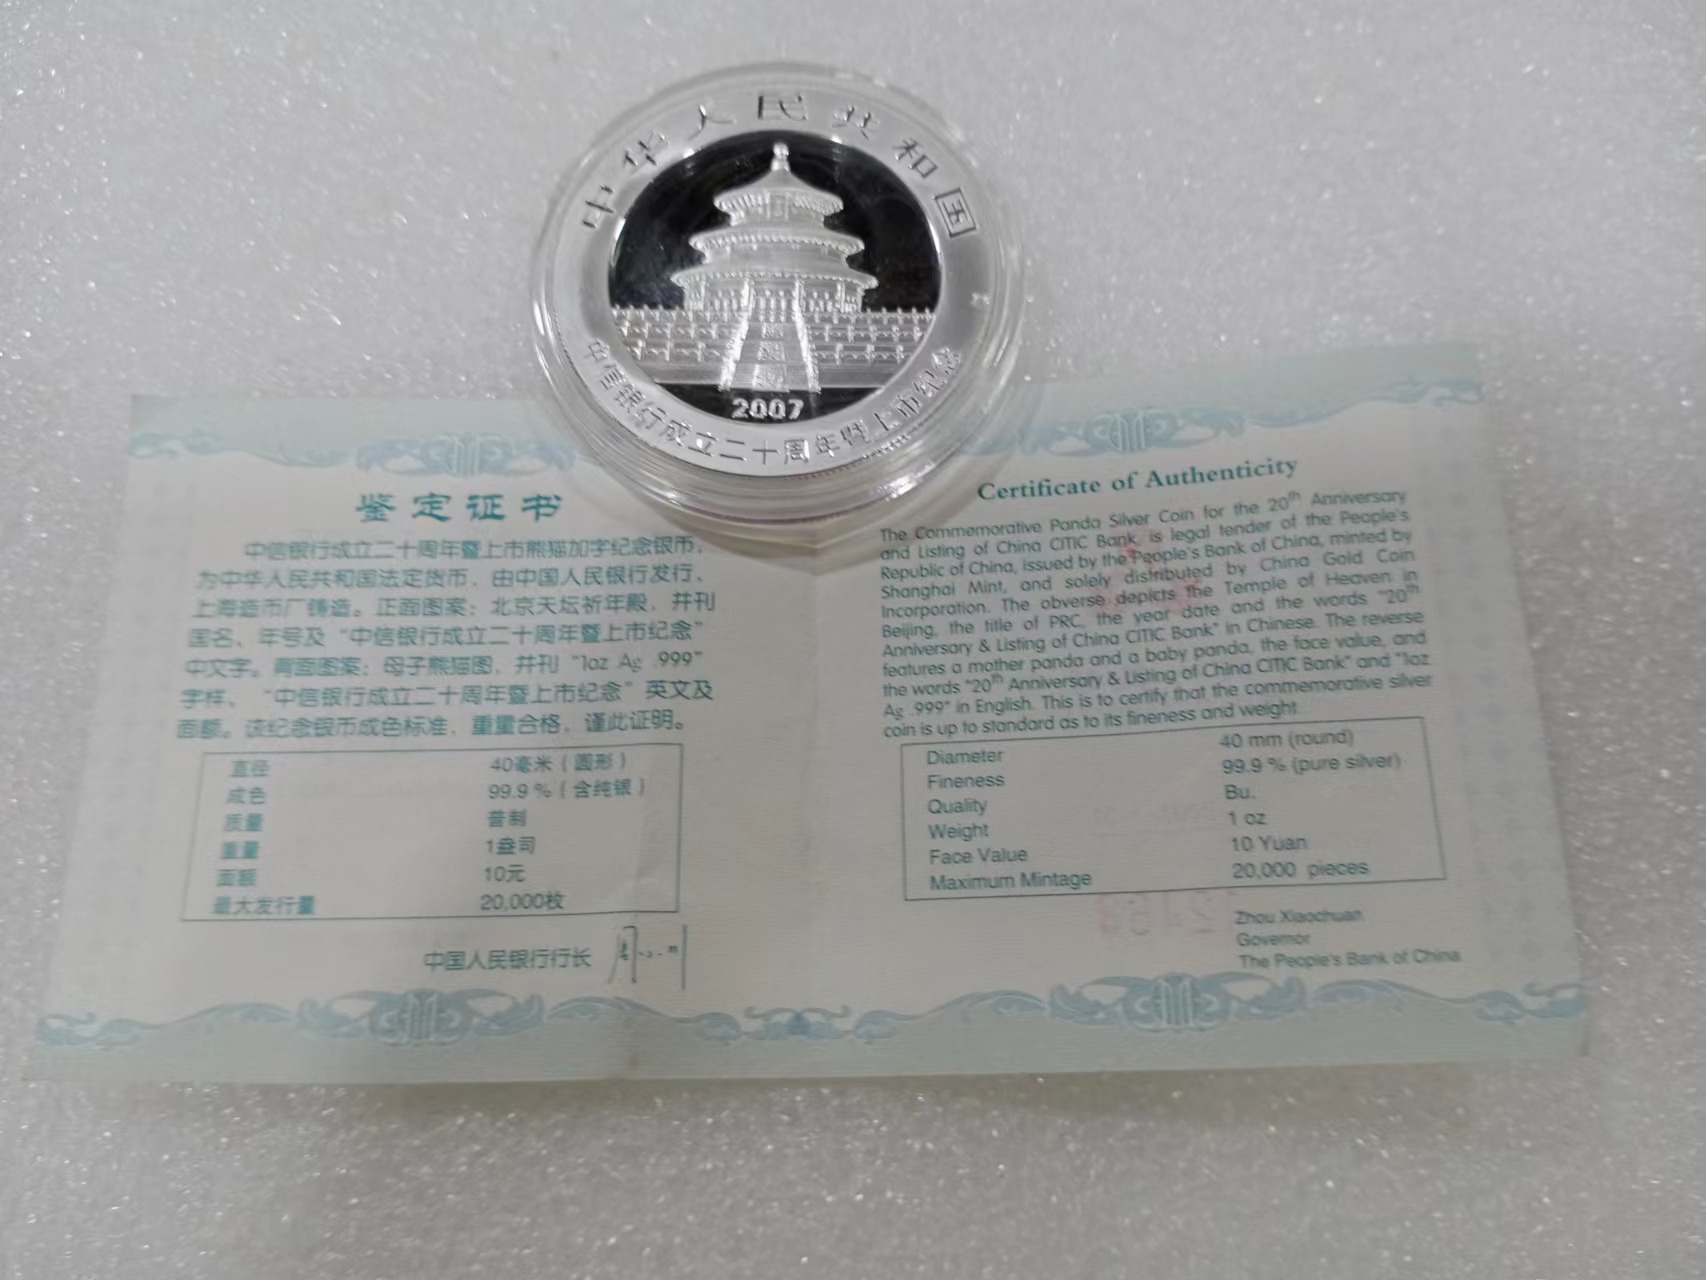 中华人民共和国
2007
中信银行成立二十周年暨上市纪念
鉴定证书
中信银行成立二十周年暨上市熊猫加字纪念银币，
为中华人民共和国法定货币，由中国人民银行发行、
上海造币厂铸造。正面图案：北京天坛祈年殿，并刊
国名、年号及“中信银行成立二十周年暨上市纪念”
中文字。背面图案：母子熊猫图，并刊“1oz Ag .999”
字样、“中信银行成立二十周年暨上市纪念”英文及
面额。该纪念银币成色标准，重量合格，谨此证明。
直径 40毫米（圆形）
成色 99.9％（含纯银）
质量 普制
重量 1盎司
面额 10元
最大发行量 20,000枚
中国人民银行行长
Certificate of Authenticity
The Commemorative Panda Silver Coin for the 20th Anniversary
and Listing of China CITIC Bank, is legal tender of the People's
Republic of China, issued by the People's Bank of China, minted by
Shanghai Mint, and solely distributed by China Gold Coin
Incorporation. The obverse depicts the Temple of Heaven in
Beijing, the title of PRC, the year date and the words "20th
Anniversary & Listing of China CITIC Bank" in Chinese. The reverse
features a mother panda and a baby panda, the face value, and
the words "20th Anniversary & Listing of China CITIC Bank" and "1oz
Ag .999" in English. This is to certify that the commemorative silver
coin is up to standard as to its fineness and weight.
Diameter 40 mm (round)
Fineness 99.9 % (pure silver)
Quality Bu.
Weight 1 oz
Face Value 10 Yuan
Maximum Mintage 20,000 pieces
Zhou Xiaochuan
Governor
The People's Bank of China